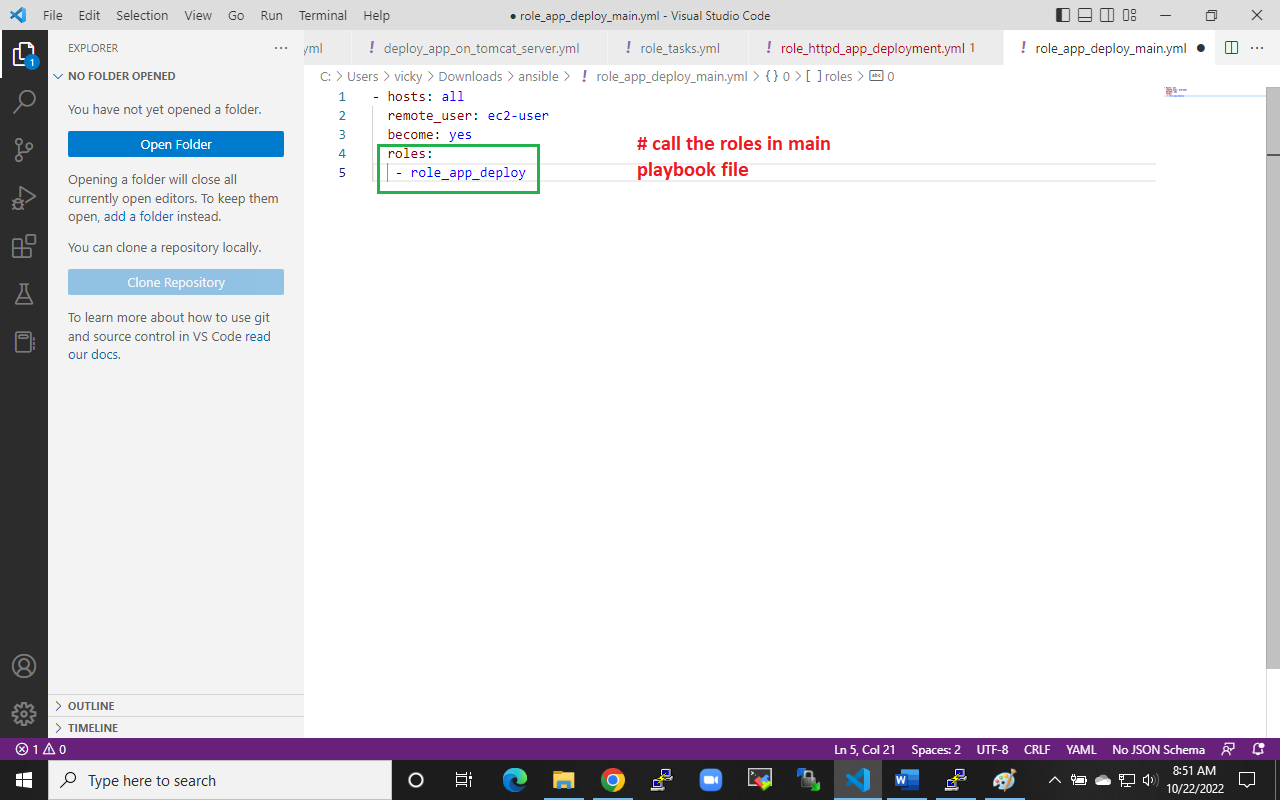 File Edit Selection View Go Run Terminal Help ● role_app_deploy_main.yml - Visual Studio Code
EXPLORER ···
yml ! deploy_app_on_tomcat_server.yml ! role_tasks.yml ! role_httpd_app_deployment.yml 1 ! role_app_deploy_main.yml ● ···
1
NO FOLDER OPENED
C: > Users > vicky > Downloads > ansible > ! role_app_deploy_main.yml > { } 0 > [ ] roles > abc 0
You have not yet opened a folder.
Open Folder
Opening a folder will close all
currently open editors. To keep them
open, add a folder instead.
You can clone a repository locally.
Clone Repository
To learn more about how to use git
and source control in VS Code read
our docs.
1 - hosts: all
2 remote_user: ec2-user
3 become: yes
4 roles:
5 - role_app_deploy
# call the roles in main
playbook file
OUTLINE
TIMELINE
1 0 Ln 5, Col 21 Spaces: 2 UTF-8 CRLF YAML No JSON Schema
Type here to search
8:51 AM
10/22/2022